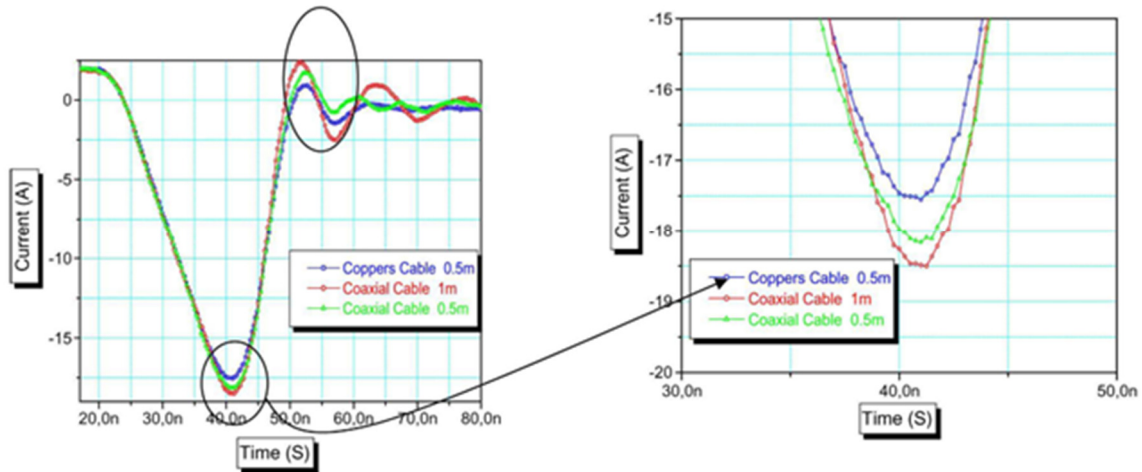 0
-5
-10
-15
Current (A)
Coppers Cable 0.5m
Coaxial Cable 1m
Coaxial Cable 0.5m
20,0n 30,0n 40,0n 50,0n 60,0n 70,0n 80,0n
Time (S)
-15
-16
-17
-18
-19
-20
Current (A)
Coppers Cable 0.5m
Coaxial Cable 1m
Coaxial Cable 0.5m
30,0n 40,0n 50,0n
Time (S)